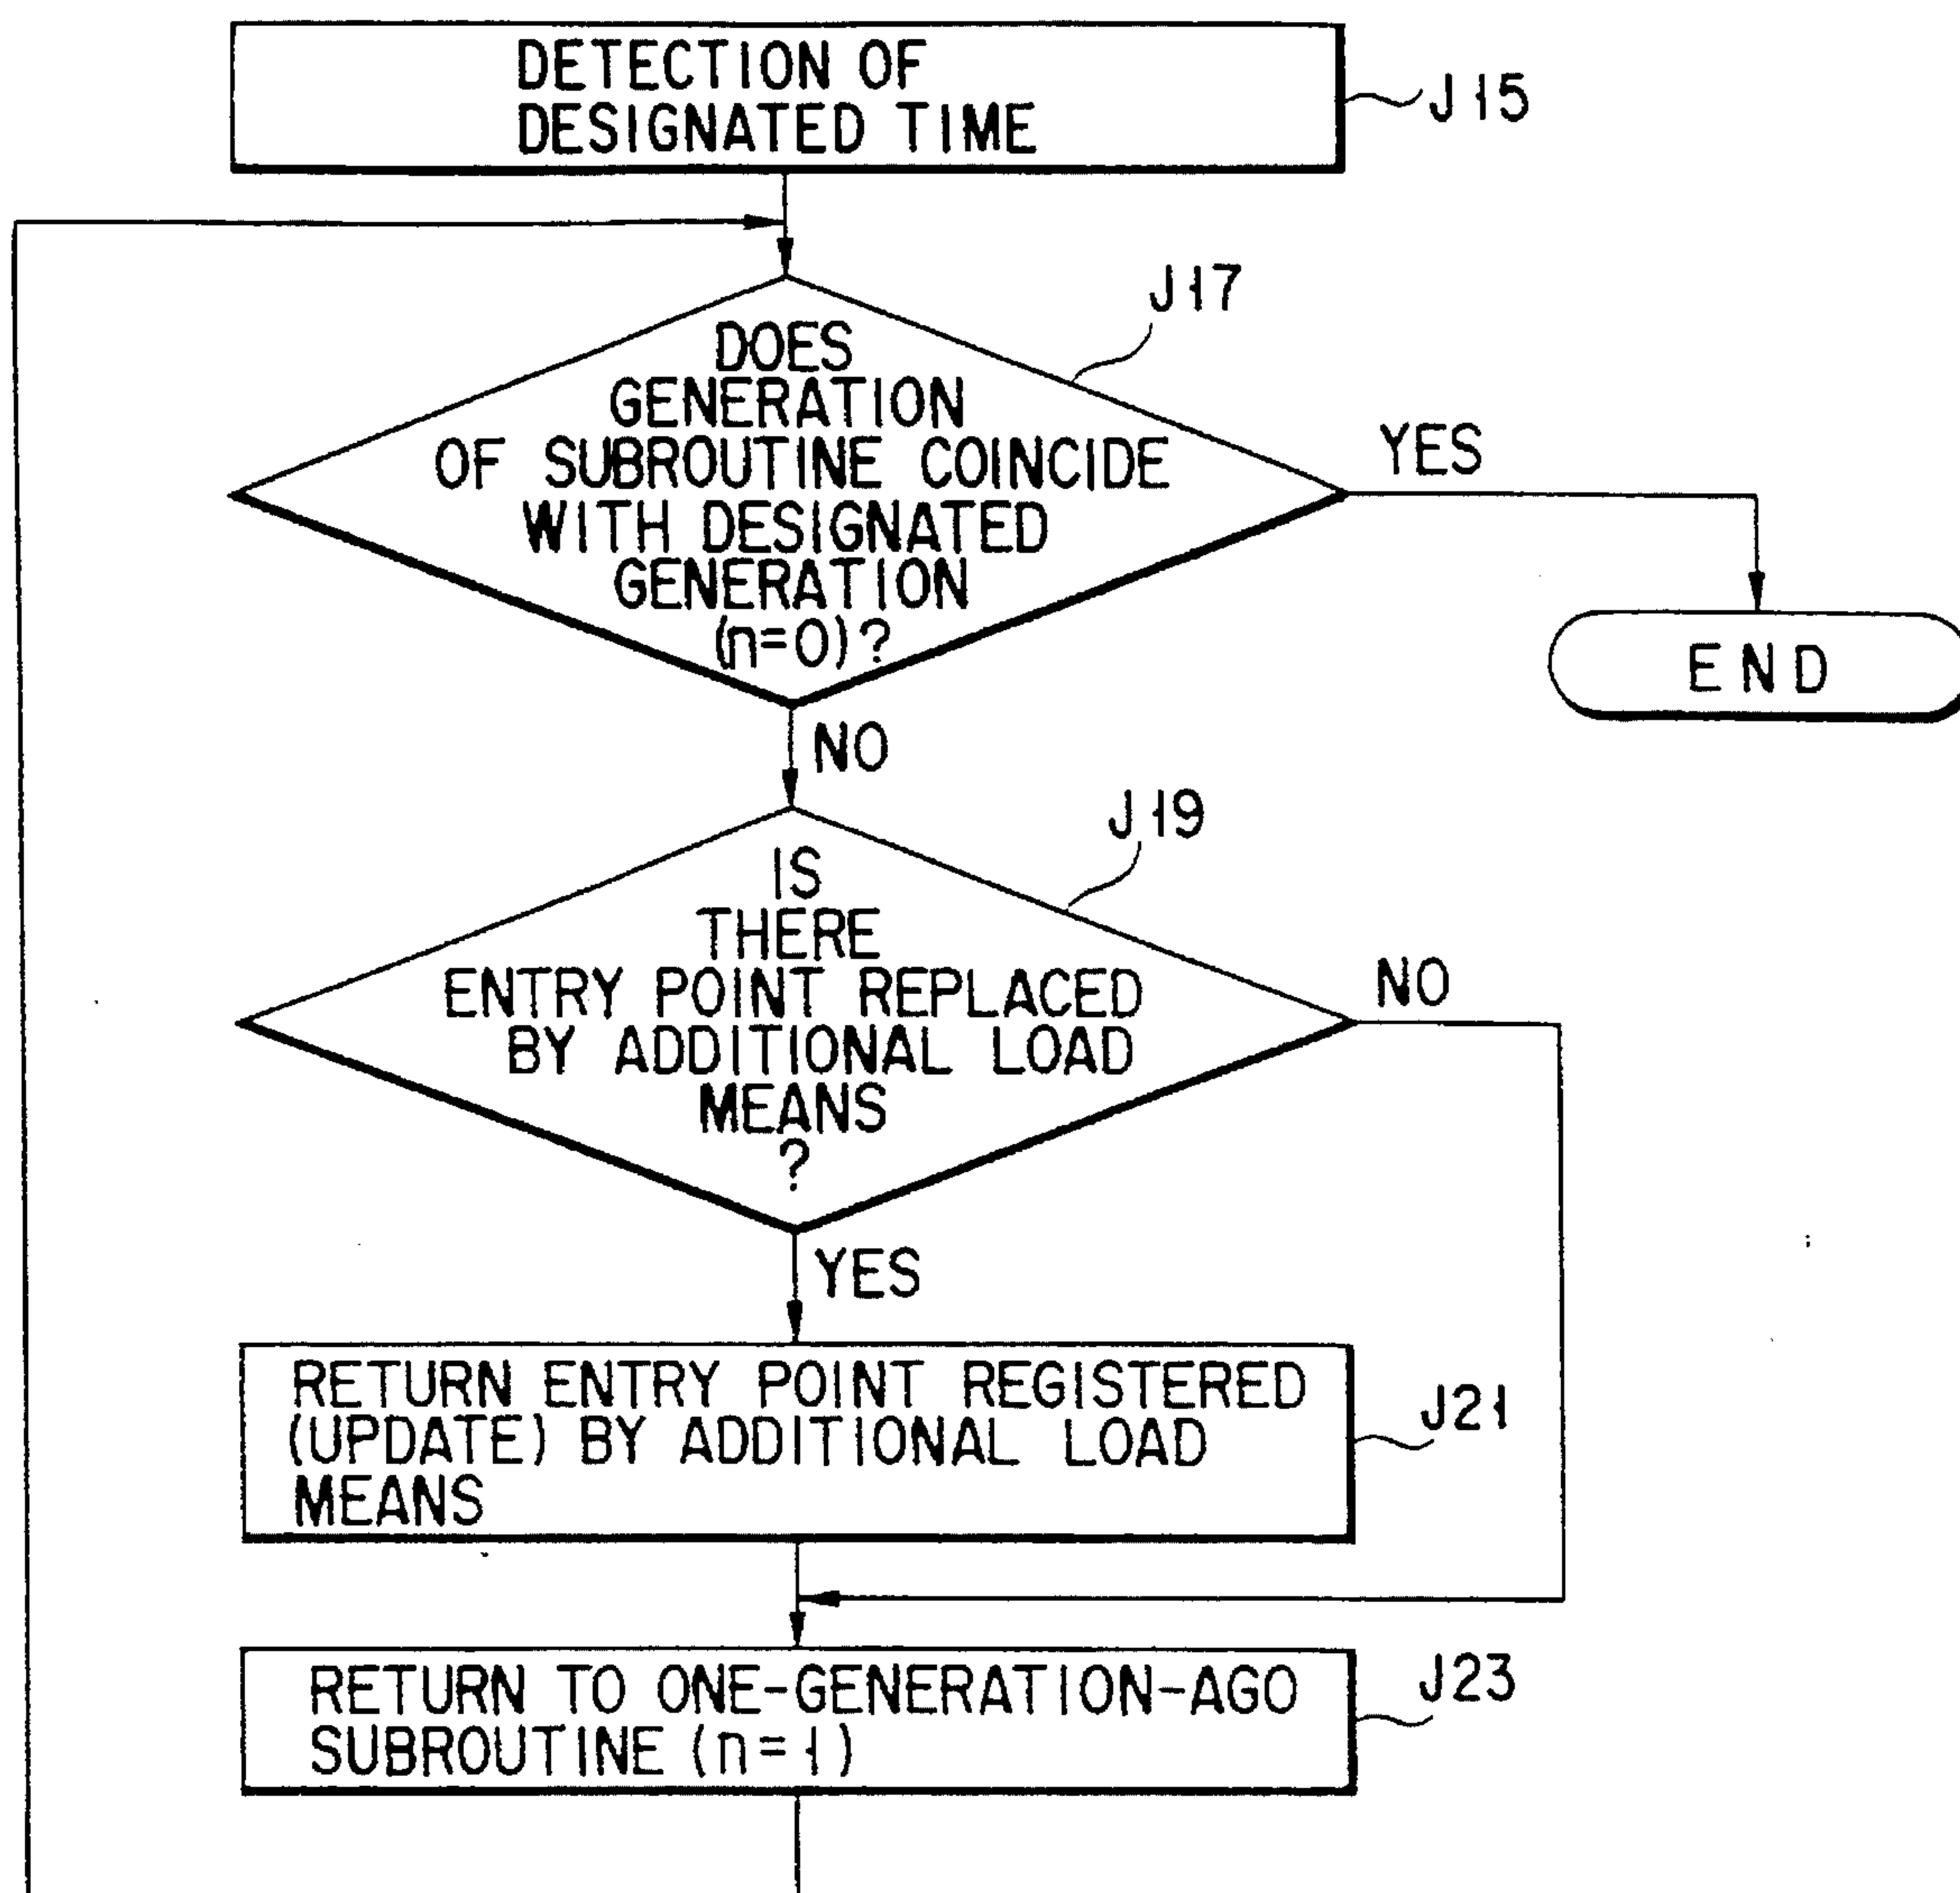 DETECTION OF
DESIGNATED TIME
J15
J17
DOES
GENERATION
OF SUBROUTINE COINCIDE
WITH DESIGNATED
GENERATION
(n=0)?
YES
END
NO
J19
IS
THERE
ENTRY POINT REPLACED
BY ADDITIONAL LOAD
MEANS
?
NO
YES
RETURN ENTRY POINT REGISTERED
(UPDATE) BY ADDITIONAL LOAD
MEANS
J21
RETURN TO ONE-GENERATION-AGO
SUBROUTINE (n=1)
J23